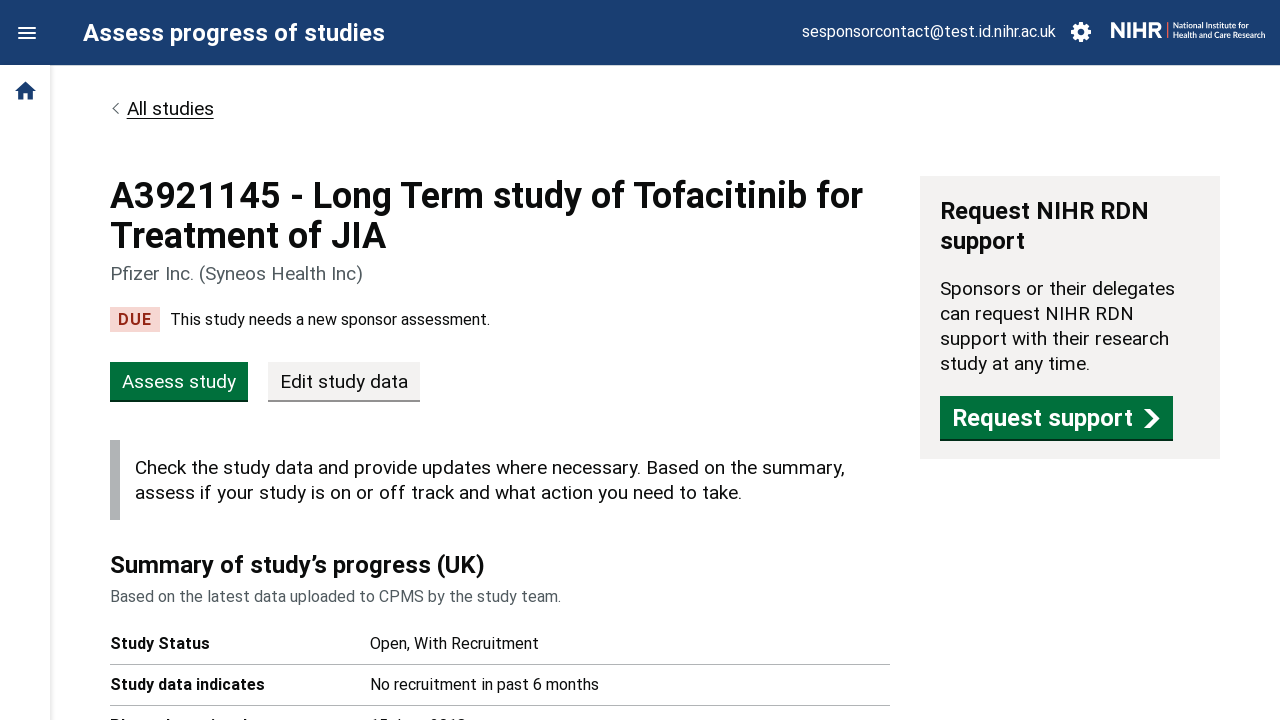 Assess progress of studies
sesponsorcontact@test.id.nihr.ac.uk
NIHR | National Institute for
Health and Care Research
All studies
A3921145 - Long Term study of Tofacitinib for
Treatment of JIA
Pfizer Inc. (Syneos Health Inc)
DUE This study needs a new sponsor assessment.
Assess study
Edit study data
Check the study data and provide updates where necessary. Based on the summary,
assess if your study is on or off track and what action you need to take.
Summary of study’s progress (UK)
Based on the latest data uploaded to CPMS by the study team.
Study Status Open, With Recruitment
Study data indicates No recruitment in past 6 months
Request NIHR RDN
support
Sponsors or their delegates
can request NIHR RDN
support with their research
study at any time.
Request support